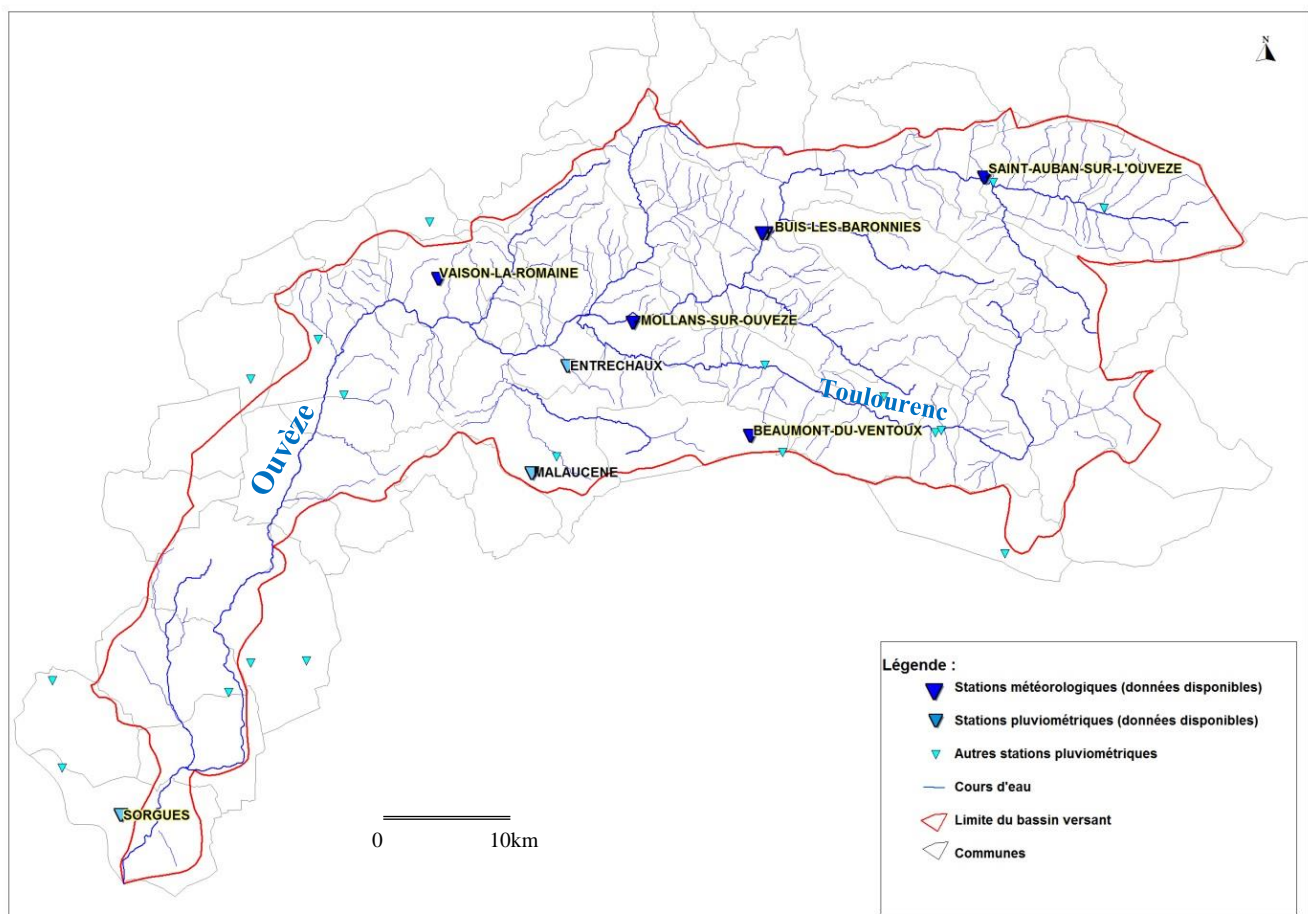 N
SAINT-AUBAN-SUR-L'OUVEZE
BUIS-LES-BARONNIES
VAISON-LA-ROMAINE
MOLLANS-SUR-OUVEZE
ENTRECHAUX
Toulourenc
Ouvèze
BEAUMONT-DU-VENTOUX
MALAUCENE
SORGUES
0 10km
Légende :
Stations météorologiques (données disponibles)
Stations pluviométriques (données disponibles)
Autres stations pluviométriques
Cours d'eau
Limite du bassin versant
Communes